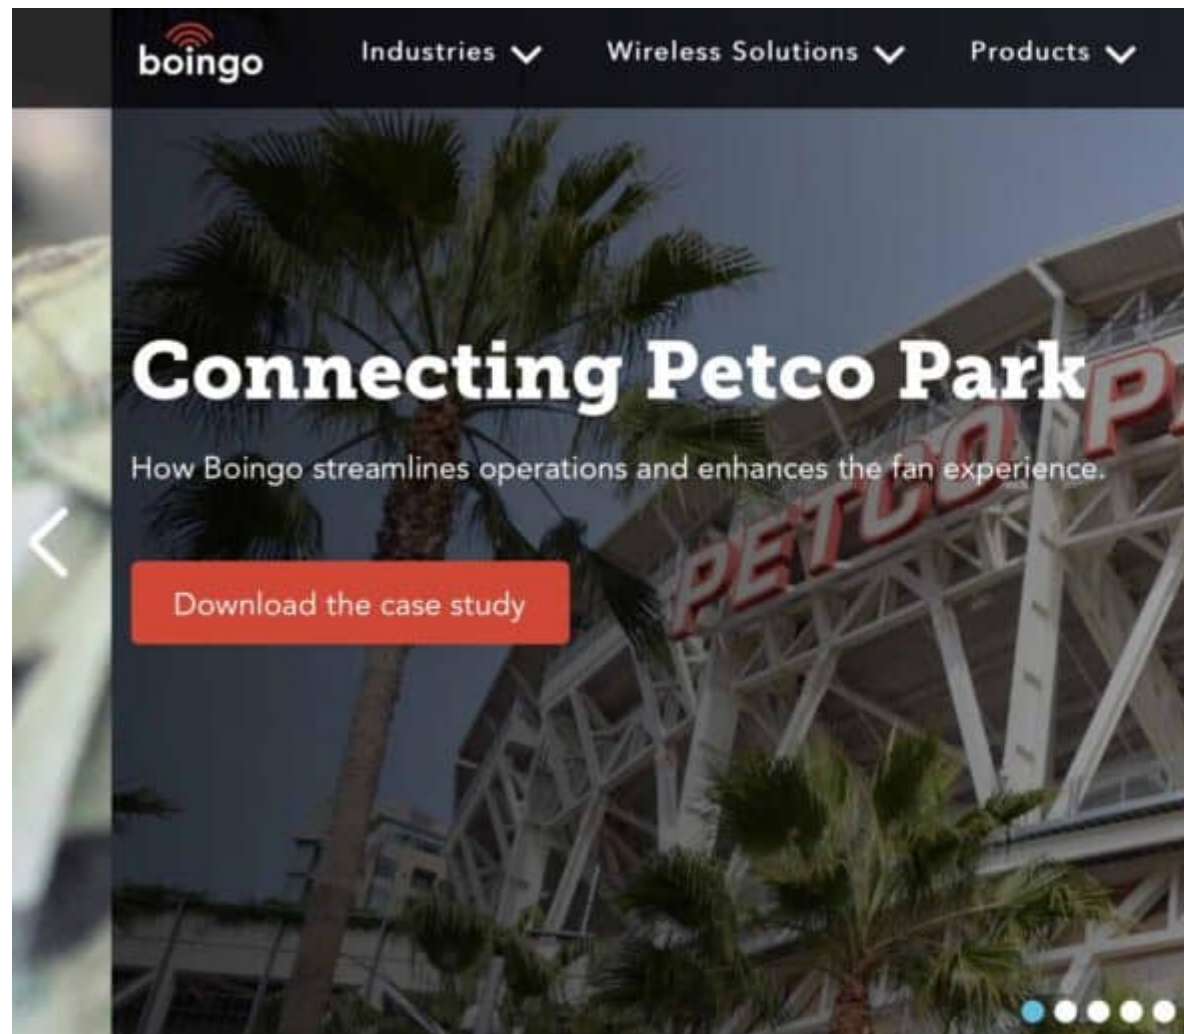 boingo
Industries
Wireless Solutions
Products
Connecting Petco Park
How Boingo streamlines operations and enhances the fan experience.
Download the case study
PETCO P